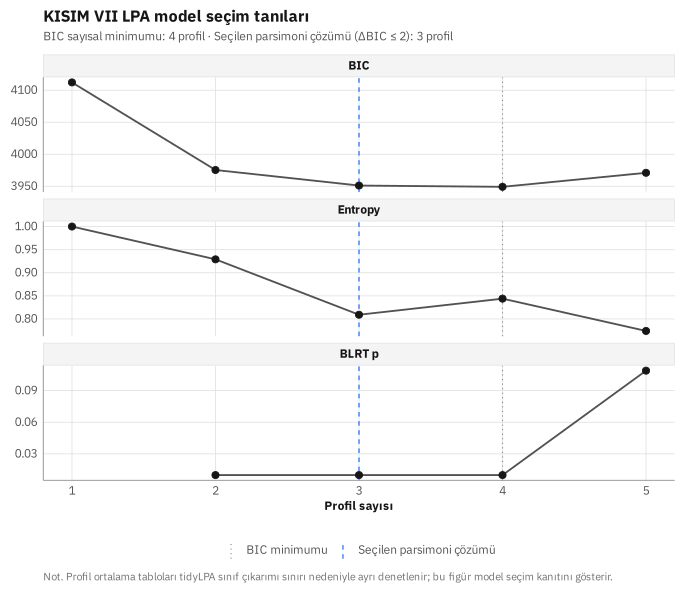 KISIM VII LPA model seçim tanıları
BIC sayısal minimumu: 4 profil · Seçilen parsimoni çözümü (ΔBIC ≤ 2): 3 profil
BIC
4100
4050
4000
3950
Entropy
1.00
0.95
0.90
0.85
0.80
BLRT p
0.09
0.06
0.03
1 2 3 4 5
Profil sayısı
BIC minimumu Seçilen parsimoni çözümü
Not. Profil ortalama tabloları tidyLPA sınıf çıkarımı sınırı nedeniyle ayrı denetlenir; bu figür model seçim kanıtını gösterir.